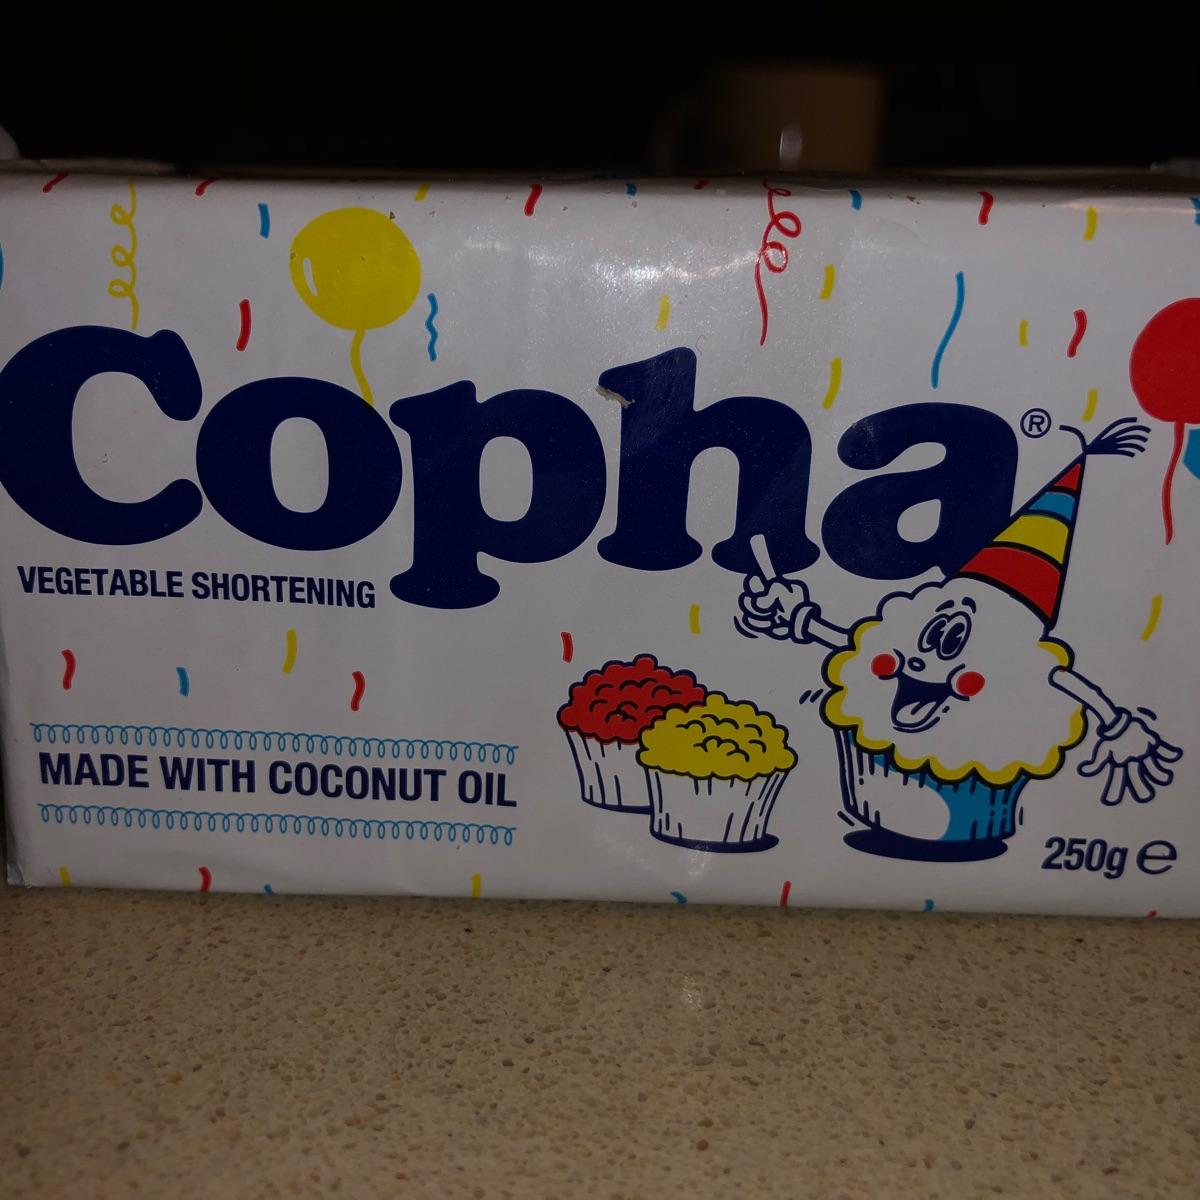 Copha®
VEGETABLE SHORTENING
MADE WITH COCONUT OIL
250g ℮